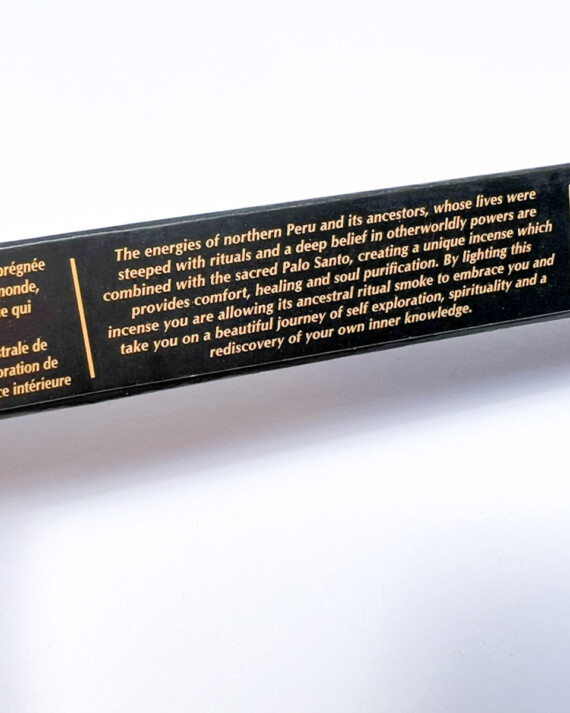 prégnée
monde,
e qui
strale de
oration de
ce intérieure
The energies of northern Peru and its ancestors, whose lives were
steeped with rituals and a deep belief in otherworldly powers are
combined with the sacred Palo Santo, creating a unique incense which
provides comfort, healing and soul purification. By lighting this
incense you are allowing its ancestral ritual smoke to embrace you and
take you on a beautiful journey of self exploration, spirituality and a
rediscovery of your own inner knowledge.